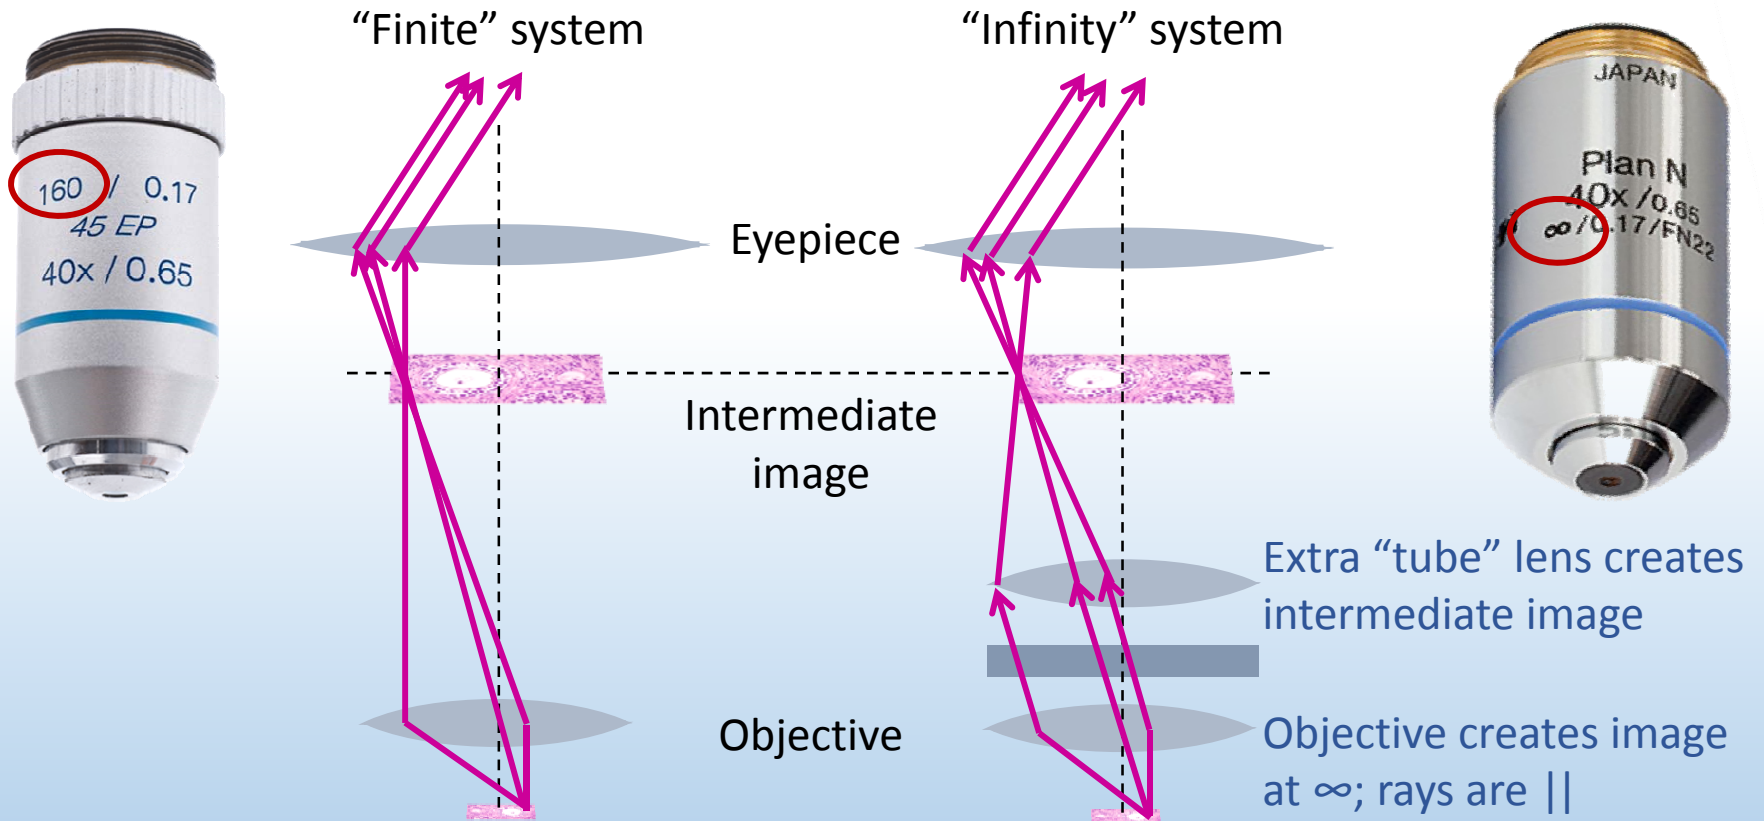 “Finite” system
“Infinity” system
160 / 0.17
45 EP
40x / 0.65
JAPAN
Plan N
40x /0.65
∞/0.17/FN22
Eyepiece
Intermediate
image
Extra “tube” lens creates
intermediate image
Objective
Objective creates image
at ∞; rays are ||